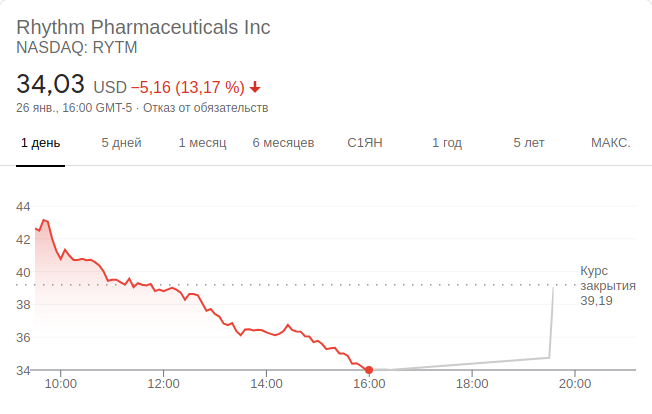 Rhythm Pharmaceuticals Inc
NASDAQ: RYTM
34,03 USD −5,16 (13,17 %)
26 янв., 16:00 GMT-5 · Отказ от обязательств
1 день 5 дней 1 месяц 6 месяцев С1ЯН 1 год 5 лет МАКС.
44
42
40
38
36
34
Курс
закрытия
39,19
10:00 12:00 14:00 16:00 18:00 20:00